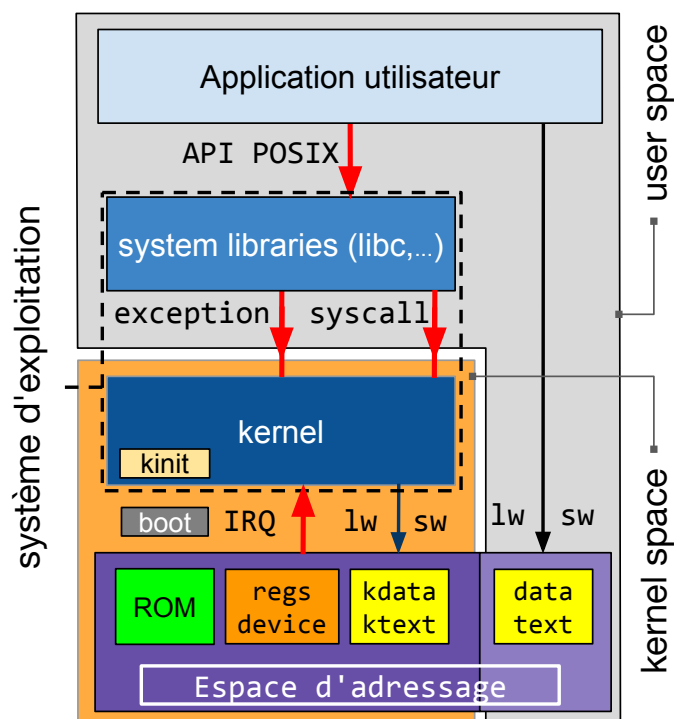 Application utilisateur
API POSIX
system libraries (libc,...)
exception syscall
kernel
kinit
boot IRQ lw sw lw sw
ROM
regs
device
kdata
ktext
data
text
Espace d'adressage
système d'exploitation
user space
kernel space